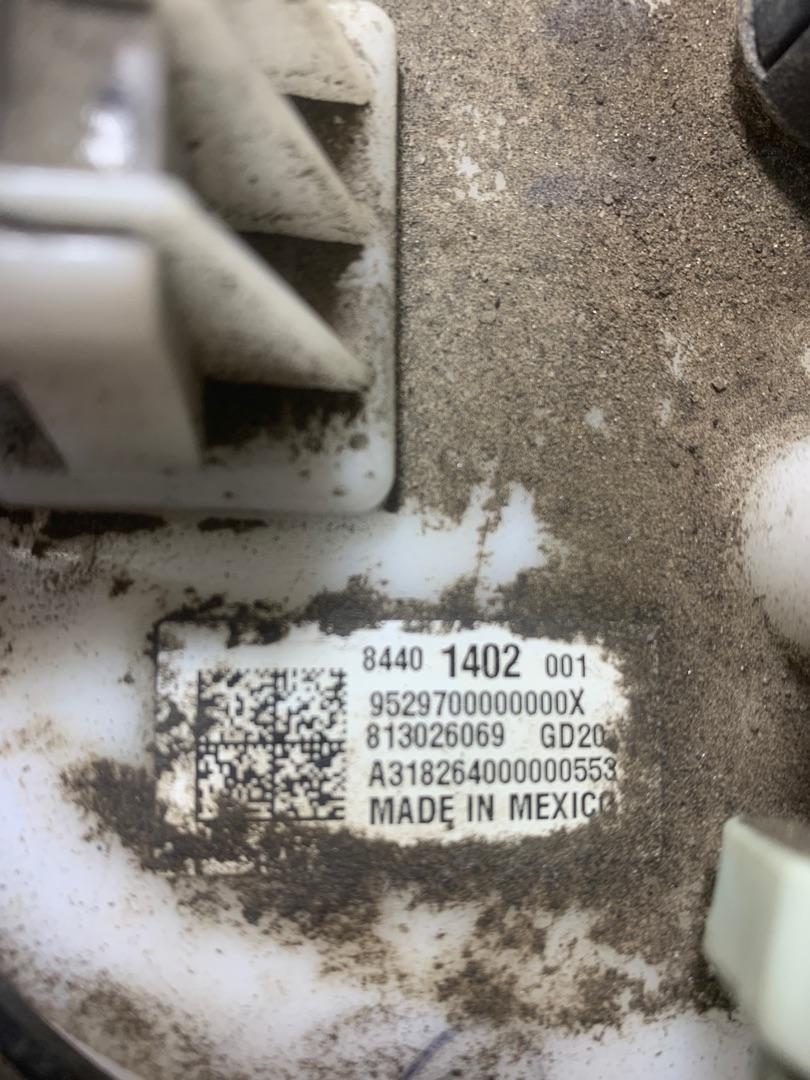 8440 1402 001
9529700000000X
813026069 GD20
A318264000000553
MADE IN MEXICO